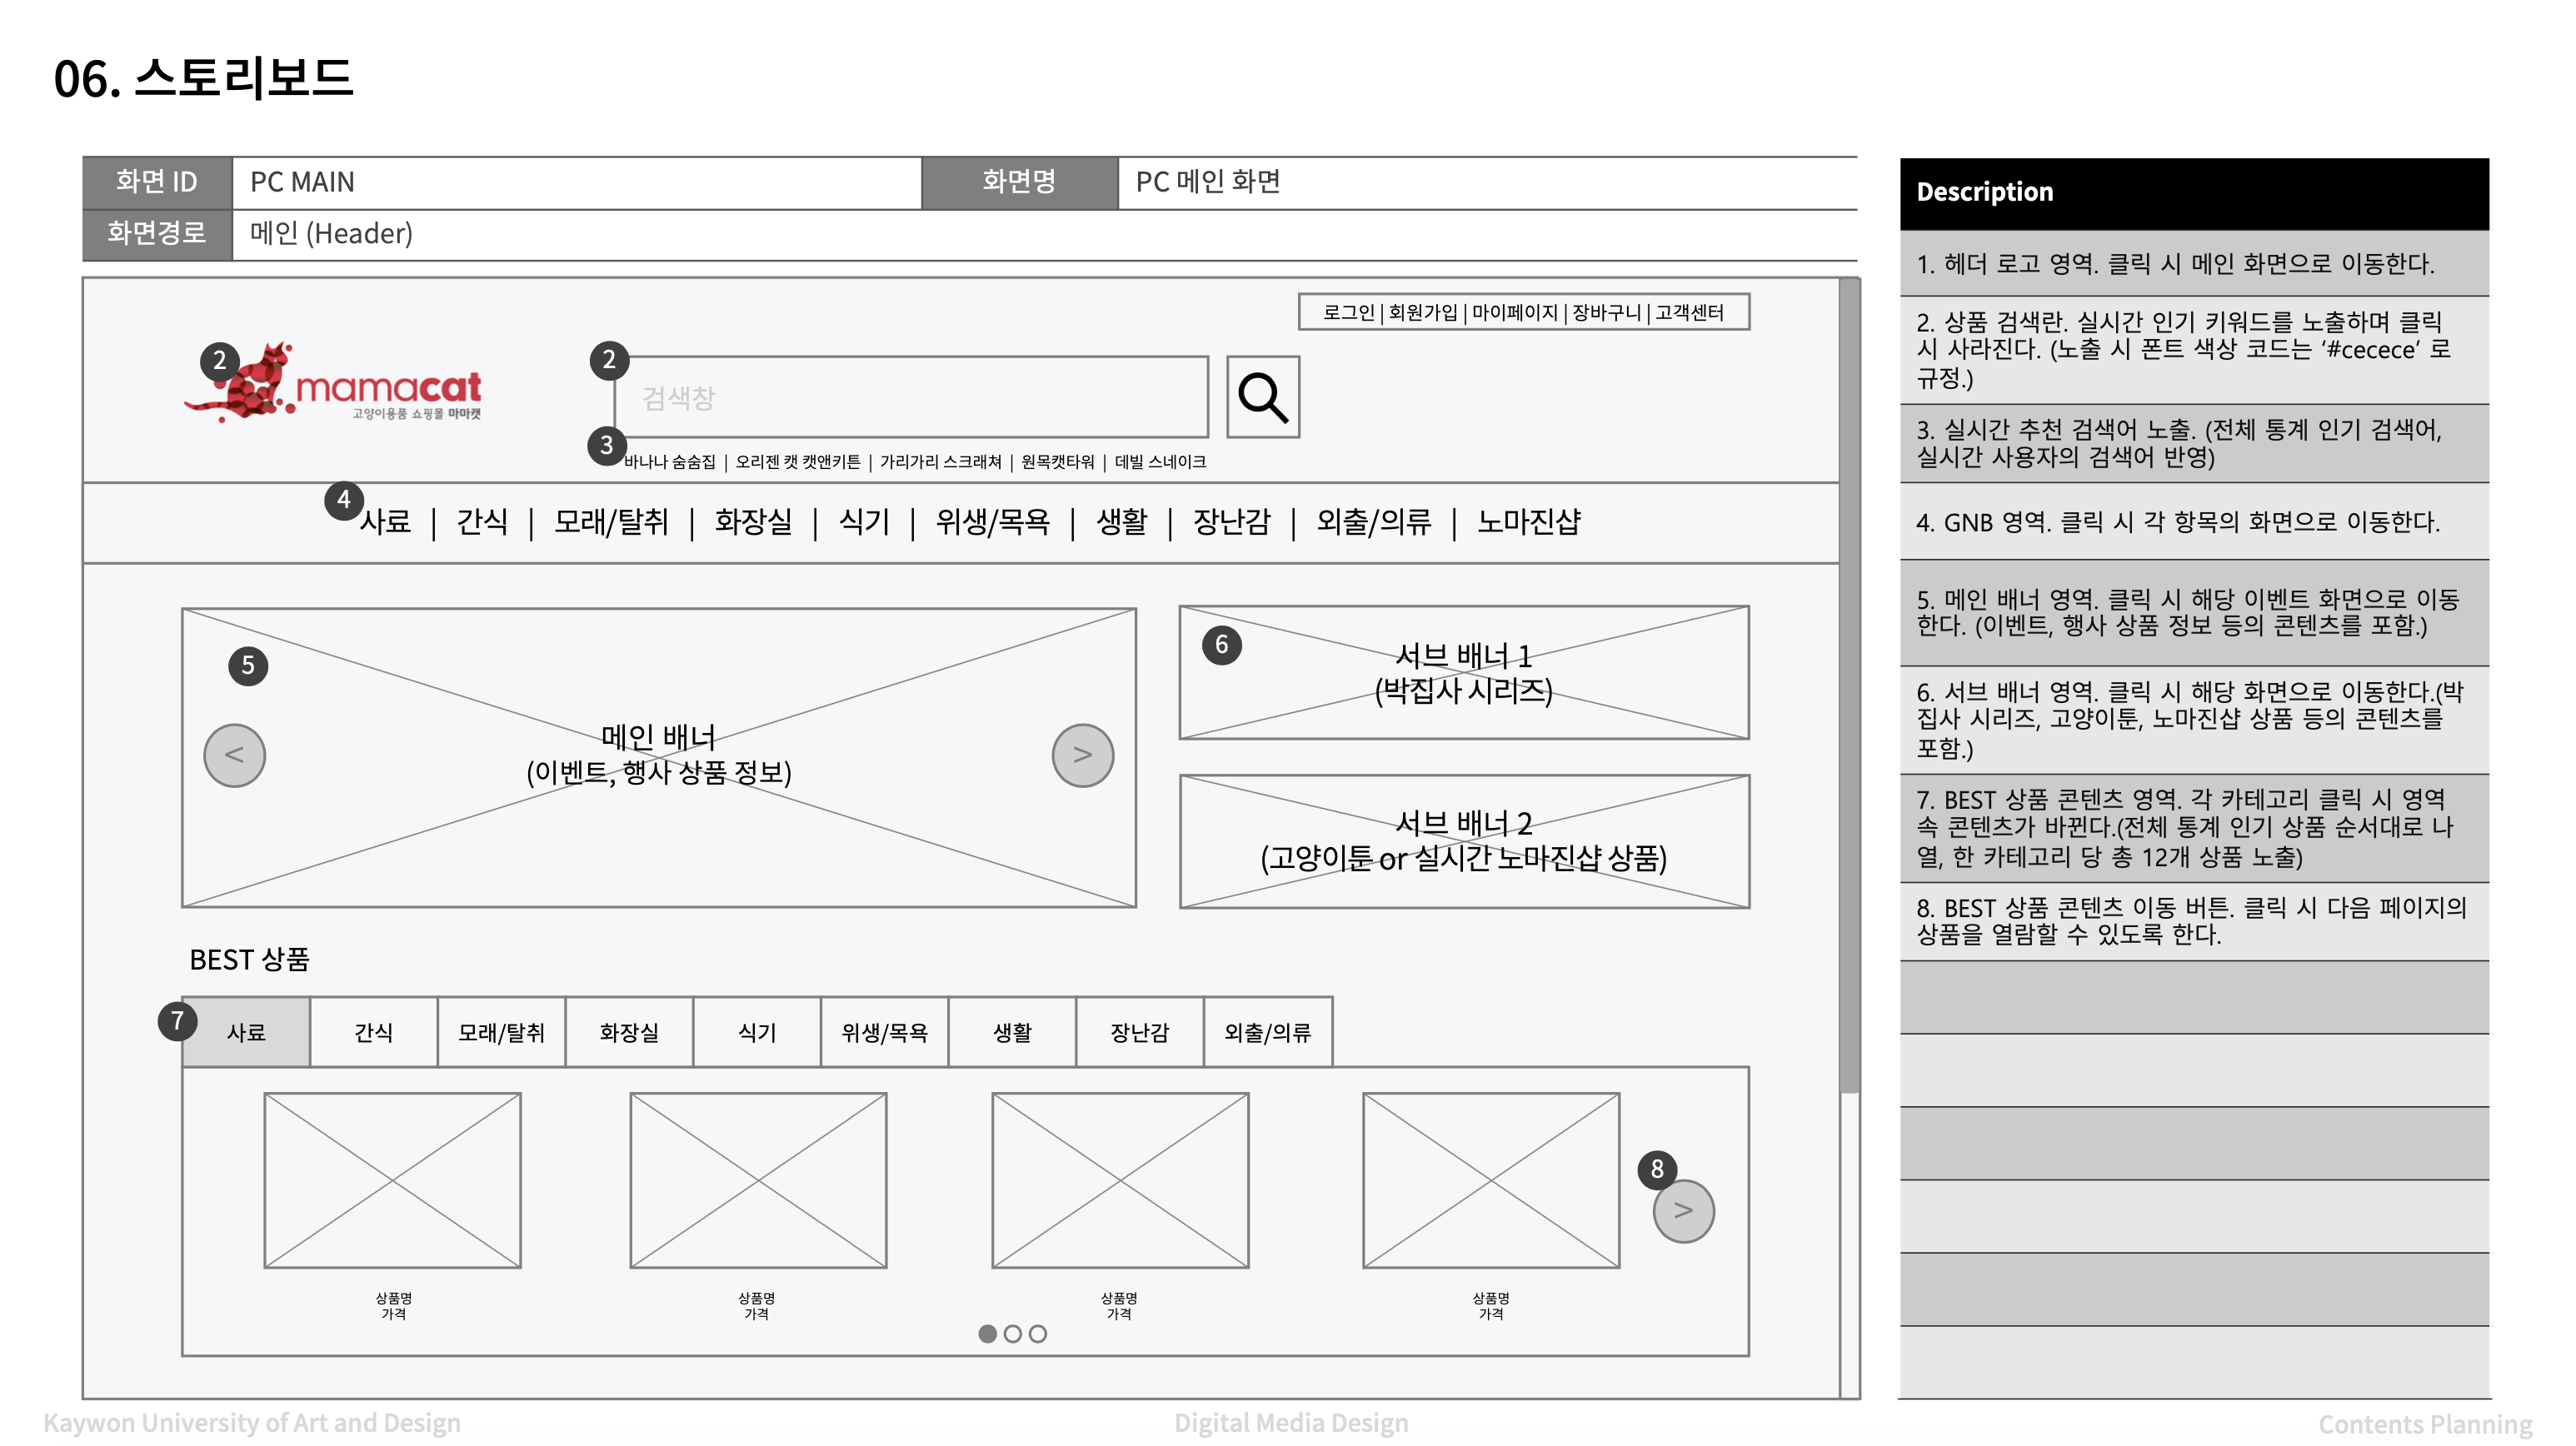 06. 스토리보드
화면 ID
PC MAIN
화면명
PC 메인 화면
화면경로
메인 (Header)
로그인 | 회원가입 | 마이페이지 | 장바구니 | 고객센터
2
mamacat
고양이용품 쇼핑몰 마마캣
2
검색창
3
바나나 숨숨집 | 오리젠 캣 캣앤키튼 | 가리가리 스크래쳐 | 원목캣타워 | 데빌 스네이크
4
사료 | 간식 | 모래/탈취 | 화장실 | 식기 | 위생/목욕 | 생활 | 장난감 | 외출/의류 | 노마진샵
5
<
메인 배너
(이벤트, 행사 상품 정보)
>
6
서브 배너 1
(박집사 시리즈)
서브 배너 2
(고양이툰 or 실시간 노마진샵 상품)
BEST 상품
7
사료
간식
모래/탈취
화장실
식기
위생/목욕
생활
장난감
외출/의류
8
>
상품명
가격
상품명
가격
상품명
가격
상품명
가격
Description
1. 헤더 로고 영역. 클릭 시 메인 화면으로 이동한다.
2. 상품 검색란. 실시간 인기 키워드를 노출하며 클릭
시 사라진다. (노출 시 폰트 색상 코드는 ‘#cecece’ 로
규정.)
3. 실시간 추천 검색어 노출. (전체 통계 인기 검색어,
실시간 사용자의 검색어 반영)
4. GNB 영역. 클릭 시 각 항목의 화면으로 이동한다.
5. 메인 배너 영역. 클릭 시 해당 이벤트 화면으로 이동
한다. (이벤트, 행사 상품 정보 등의 콘텐츠를 포함.)
6. 서브 배너 영역. 클릭 시 해당 화면으로 이동한다.(박
집사 시리즈, 고양이툰, 노마진샵 상품 등의 콘텐츠를
포함.)
7. BEST 상품 콘텐츠 영역. 각 카테고리 클릭 시 영역
속 콘텐츠가 바뀐다.(전체 통계 인기 상품 순서대로 나
열, 한 카테고리 당 총 12개 상품 노출)
8. BEST 상품 콘텐츠 이동 버튼. 클릭 시 다음 페이지의
상품을 열람할 수 있도록 한다.
Kaywon University of Art and Design
Digital Media Design
Contents Planning